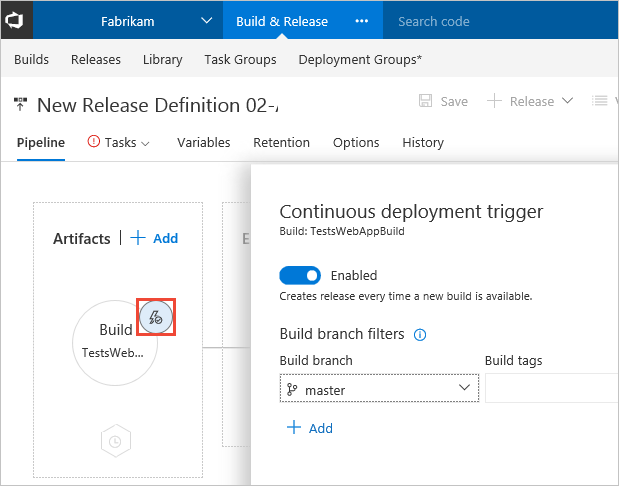 Fabrikam Build & Release ... Search code
Builds Releases Library Task Groups Deployment Groups*
New Release Definition 02-
Save Release
Pipeline Tasks Variables Retention Options History
Continuous deployment trigger
Build: TestsWebAppBuild
Artifacts Add
Enabled
Creates release every time a new build is available.
Build
TestsWeb...
Build branch filters
Build branch Build tags
master
Add